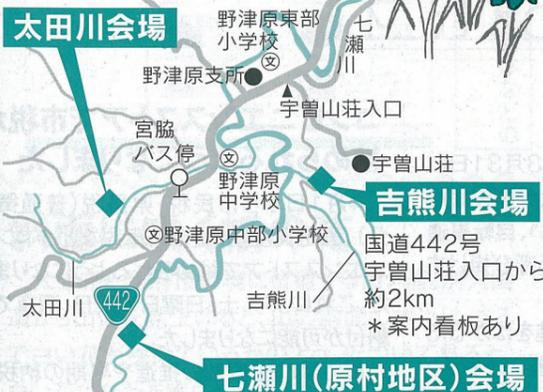 太田川会場
野津原東部
小学校
文
七瀬川
野津原支所
宇曽山荘入口
宮脇
バス停
文
野津原
中学校
宇曽山荘
吉熊川会場
文野津原中部小学校
国道442号
宇曽山荘入口から
約2km
*案内看板あり
太田川
442
吉熊川
七瀬川(原村地区)会場